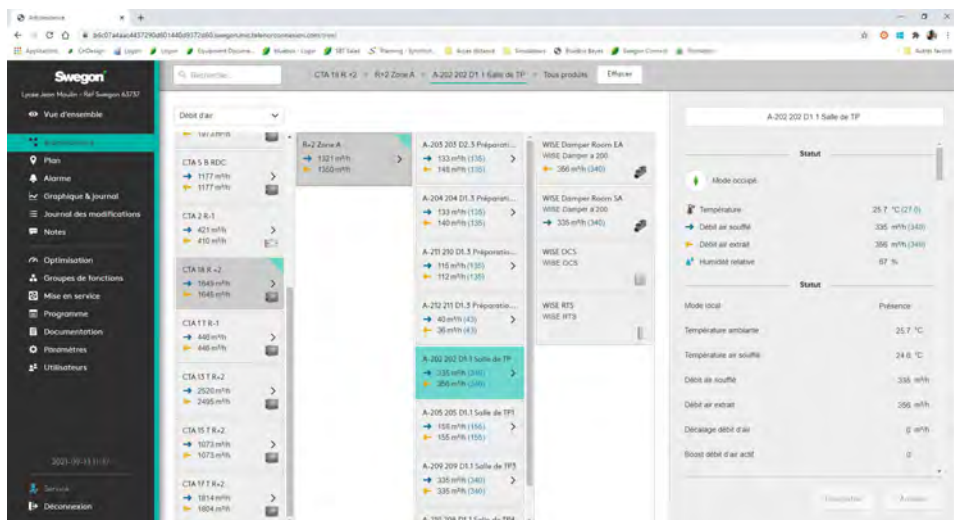 CTA 18 R +2
R+2 Zone A
A-202 202 D1 1 Salle de TP
Tous produits
Effacer
Swegon
Lycée Jean Moulin - Ref Swegon 63737
Vue d'ensemble
Plan
Alarme
Graphique & journal
Journal des modifications
Notes
Optimisation
Groupes de fonctions
Mise en service
Programme
Documentation
Paramètres
Utilisateurs
Service
Déconnexion
Débit d'air
CTA 5 B RDC
1177 m³/h
1177 m³/h
CTA 2 R-1
421 m³/h
410 m³/h
CTA 18 R +2
1649 m³/h
1645 m³/h
CTA 1 T R-1
446 m³/h
446 m³/h
CTA 13 T R+2
2520 m³/h
2495 m³/h
CTA 15 T R+2
1073 m³/h
1073 m³/h
CTA 17 T R+2
1814 m³/h
1804 m³/h
R+2 Zone A
1321 m³/h
1350 m³/h
A-203 203 D2.3 Préparati...
133 m³/h (135)
148 m³/h (135)
A-204 204 D1.3 Préparatio...
133 m³/h (135)
140 m³/h (135)
A-211 210 D1.3 Préparatio...
116 m³/h (135)
112 m³/h (135)
A-212 211 D1.3 Préparatio...
40 m³/h (43)
36 m³/h (43)
A-202 202 D1 1 Salle de TP
335 m³/h (340)
356 m³/h (340)
A-205 205 D1.1 Salle de TP1
158 m³/h (155)
155 m³/h (155)
A-209 209 D1.1 Salle de TP3
335 m³/h (340)
335 m³/h (340)
WISE Damper Room EA
WISE Damper a 200
356 m³/h (340)
WISE Damper Room SA
WISE Damper a 200
335 m³/h (340)
WISE OCS
WISE OCS
WISE RTS
WISE RTS
A-202 202 D1 1 Salle de TP
Statut
Mode occupé
Température 25.7 °C (27.0)
Débit air soufflé 335 m³/h (340)
Débit air extrait 356 m³/h (340)
Humidité relative 67 %
Statut
Mode local Présence
Température ambiante 25.7 °C
Température air soufflé 24.0 °C
Débit air soufflé 335 m³/h
Débit air extrait 356 m³/h
Décalage débit d'air 0 m³/h
Boost débit d'air actif 0